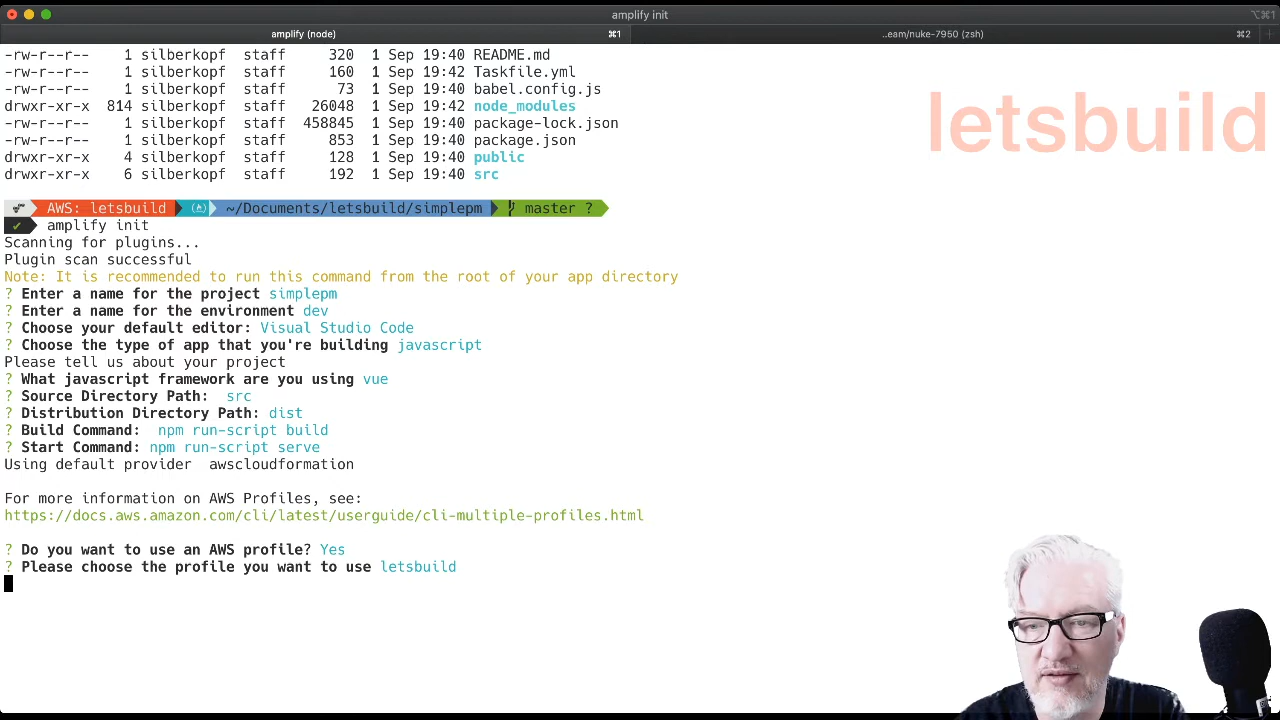 amplify init
⌥⌘1
amplify (node)
⌘1
..eam/nuke-7950 (zsh)
⌘2
-rw-r--r-- 1 silberkopf staff 320 1 Sep 19:40 README.md
-rw-r--r-- 1 silberkopf staff 160 1 Sep 19:42 Taskfile.yml
-rw-r--r-- 1 silberkopf staff 73 1 Sep 19:40 babel.config.js
drwxr-xr-x 814 silberkopf staff 26048 1 Sep 19:42 node_modules
-rw-r--r-- 1 silberkopf staff 458845 1 Sep 19:40 package-lock.json
-rw-r--r-- 1 silberkopf staff 853 1 Sep 19:40 package.json
drwxr-xr-x 4 silberkopf staff 128 1 Sep 19:40 public
drwxr-xr-x 6 silberkopf staff 192 1 Sep 19:40 src
letsbuild
AWS: letsbuild ~/Documents/letsbuild/simplepm master ?
✓ amplify init
Scanning for plugins...
Plugin scan successful
Note: It is recommended to run this command from the root of your app directory
? Enter a name for the project simplepm
? Enter a name for the environment dev
? Choose your default editor: Visual Studio Code
? Choose the type of app that you're building javascript
Please tell us about your project
? What javascript framework are you using vue
? Source Directory Path: src
? Distribution Directory Path: dist
? Build Command: npm run-script build
? Start Command: npm run-script serve
Using default provider awscloudformation
For more information on AWS Profiles, see:
https://docs.aws.amazon.com/cli/latest/userguide/cli-multiple-profiles.html
? Do you want to use an AWS profile? Yes
? Please choose the profile you want to use letsbuild